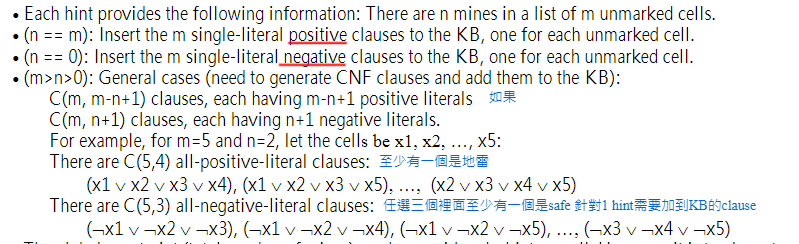 • Each hint provides the following information: There are n mines in a list of m unmarked cells.
• (n == m): Insert the m single-literal positive clauses to the KB, one for each unmarked cell.
• (n == 0): Insert the m single-literal negative clauses to the KB, one for each unmarked cell.
• (m>n>0): General cases (need to generate CNF clauses and add them to the KB):
C(m, m-n+1) clauses, each having m-n+1 positive literals 如果
C(m, n+1) clauses, each having n+1 negative literals.
For example, for m=5 and n=2, let the cells be x1, x2, …, x5:
There are C(5,4) all-positive-literal clauses: 至少有一個是地雷
(x1 ∨ x2 ∨ x3 ∨ x4), (x1 ∨ x2 ∨ x3 ∨ x5), …, (x2 ∨ x3 ∨ x4 ∨ x5)
There are C(5,3) all-negative-literal clauses: 任選三個裡面至少有一個是safe 針對1 hint需要加到KB的clause
(¬x1 ∨ ¬x2 ∨ ¬x3), (¬x1 ∨ ¬x2 ∨ ¬x4), (¬x1 ∨ ¬x2 ∨ ¬x5), …, (¬x3 ∨ ¬x4 ∨ ¬x5)